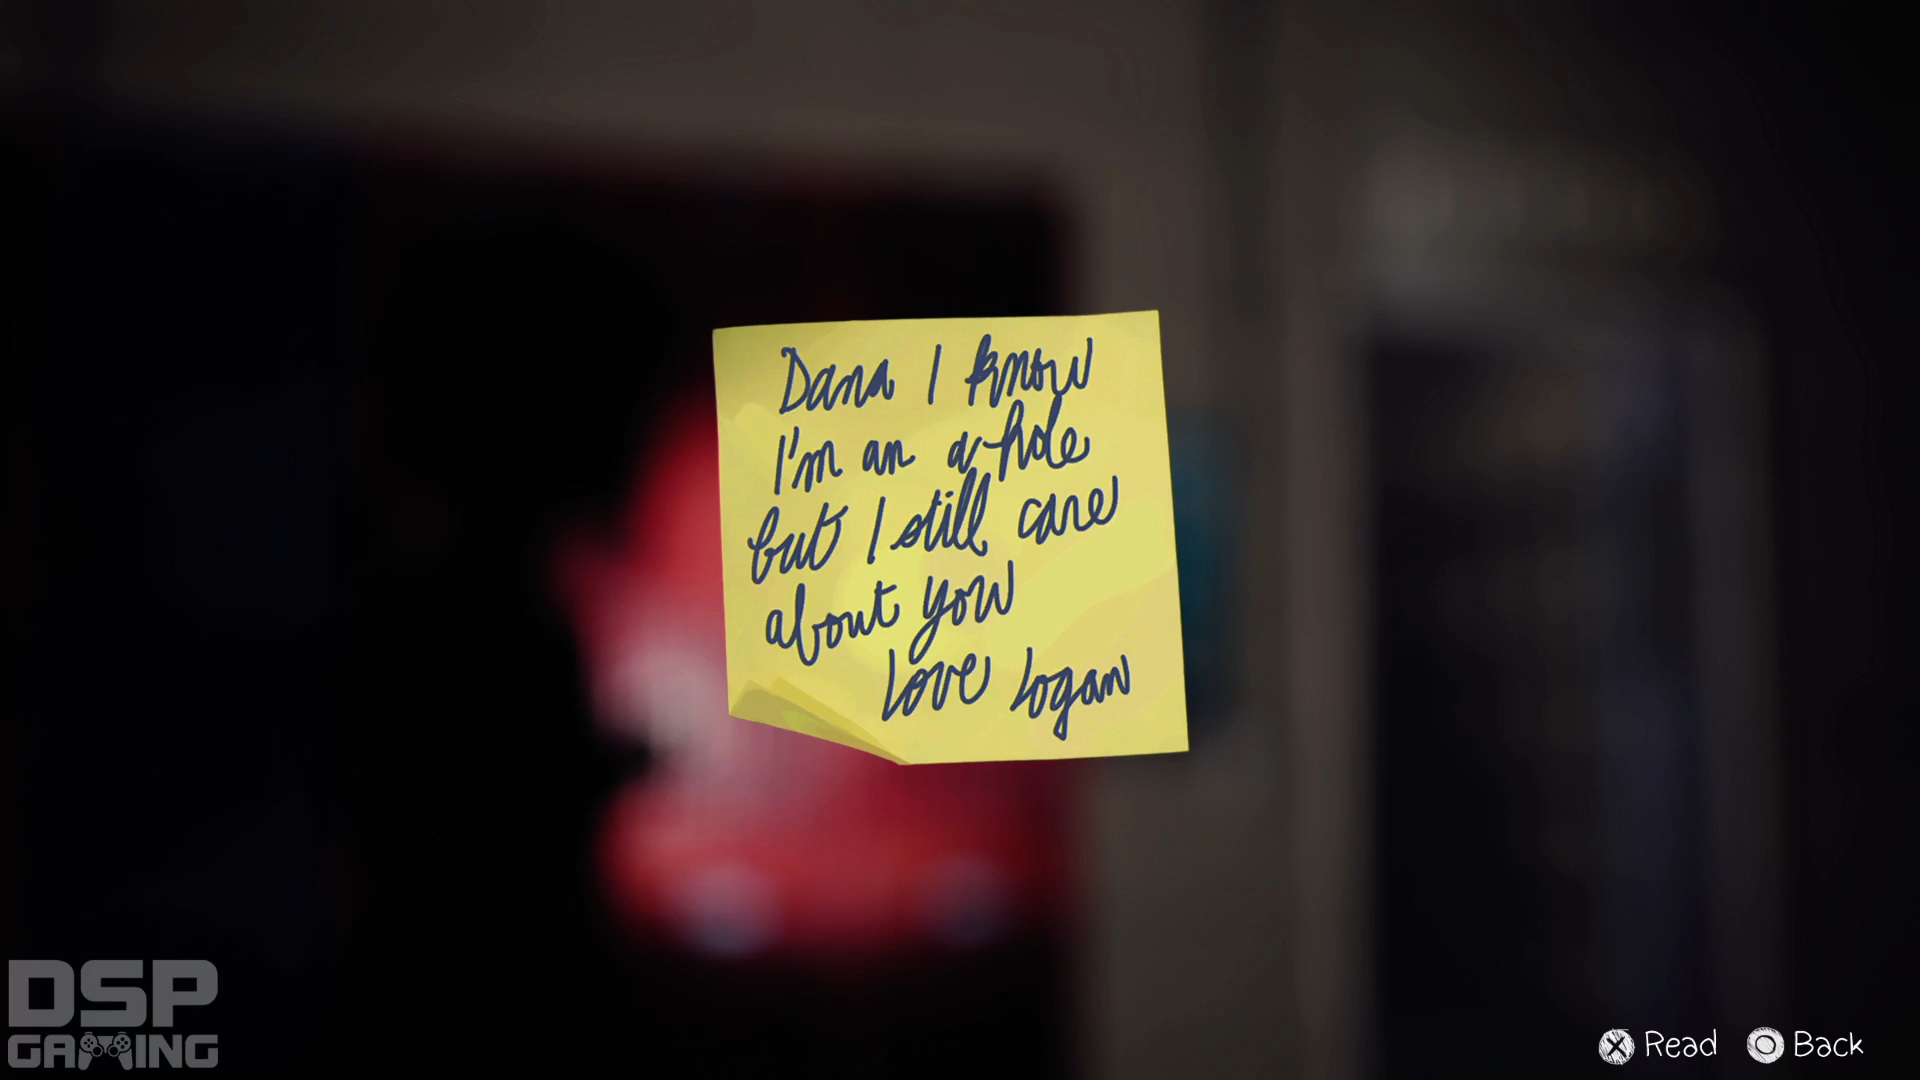 Dana I know
I'm an a-hole
but I still care
about you
Love Logan
DSP
GAMING
Read
Back